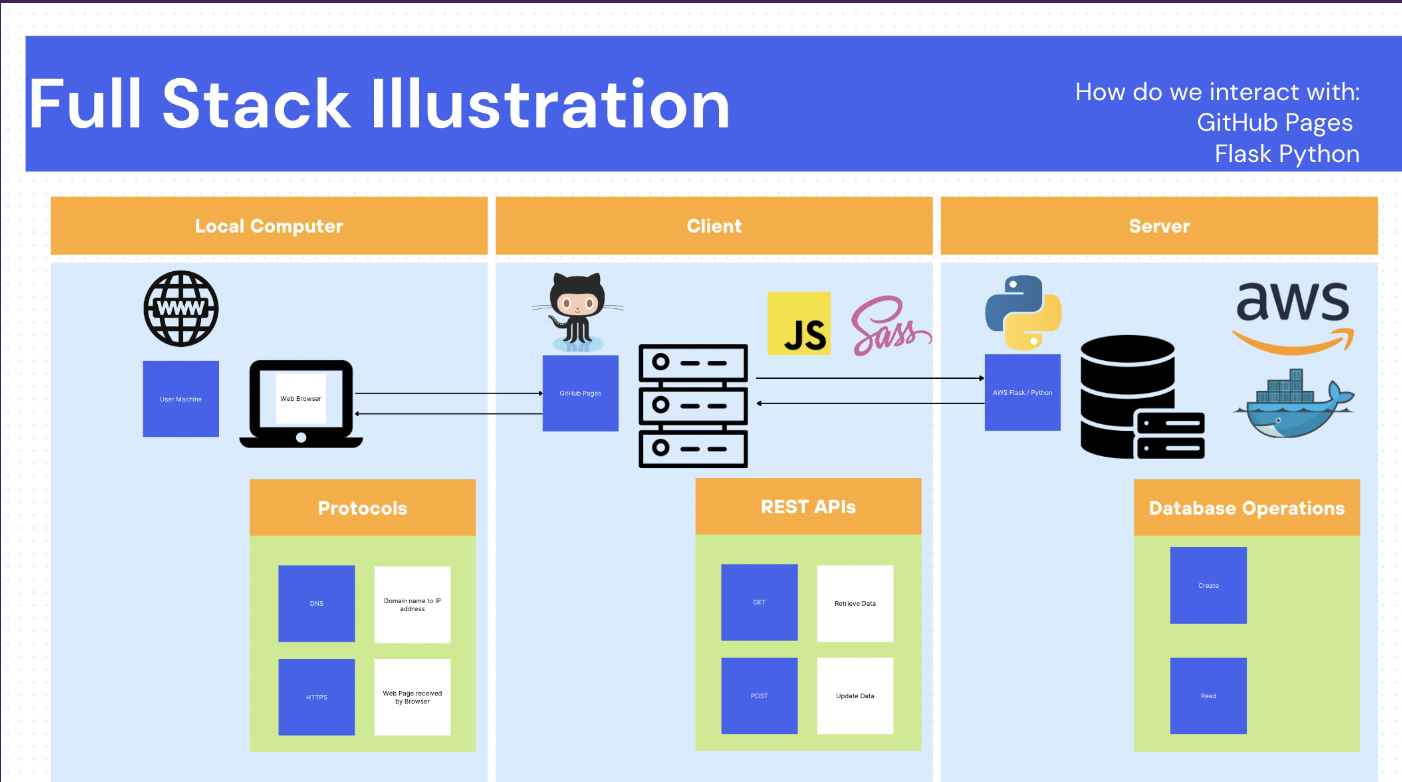 Full Stack Illustration
How do we interact with:
GitHub Pages
Flask Python
Local Computer
Client
Server
WWW
JS
Sass
aws
User Machine
Web Browser
GitHub Pages
AWS Flask / Python
Protocols
REST APIs
Database Operations
DNS
Domain name to IP
address
HTTPS
Web Page received
by Browser
GET
Retrieve Data
POST
Update Data
Create
Read